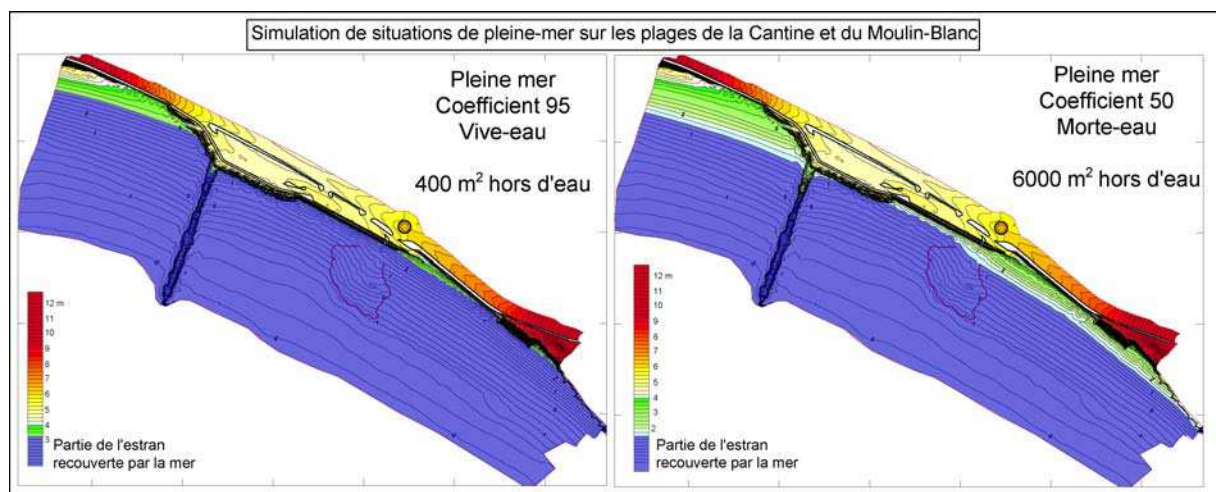 Simulation de situations de pleine-mer sur les plages de la Cantine et du Moulin-Blanc
Pleine mer
Coefficient 95
Vive-eau
400 m² hors d'eau
12 m
11
10
9
8
7
6
5
4
3
Partie de l'estran
recouverte par la mer
Pleine mer
Coefficient 50
Morte-eau
6000 m² hors d'eau
12 m
11
10
9
8
7
6
5
4
3
2
Partie de l'estran
recouverte par la mer